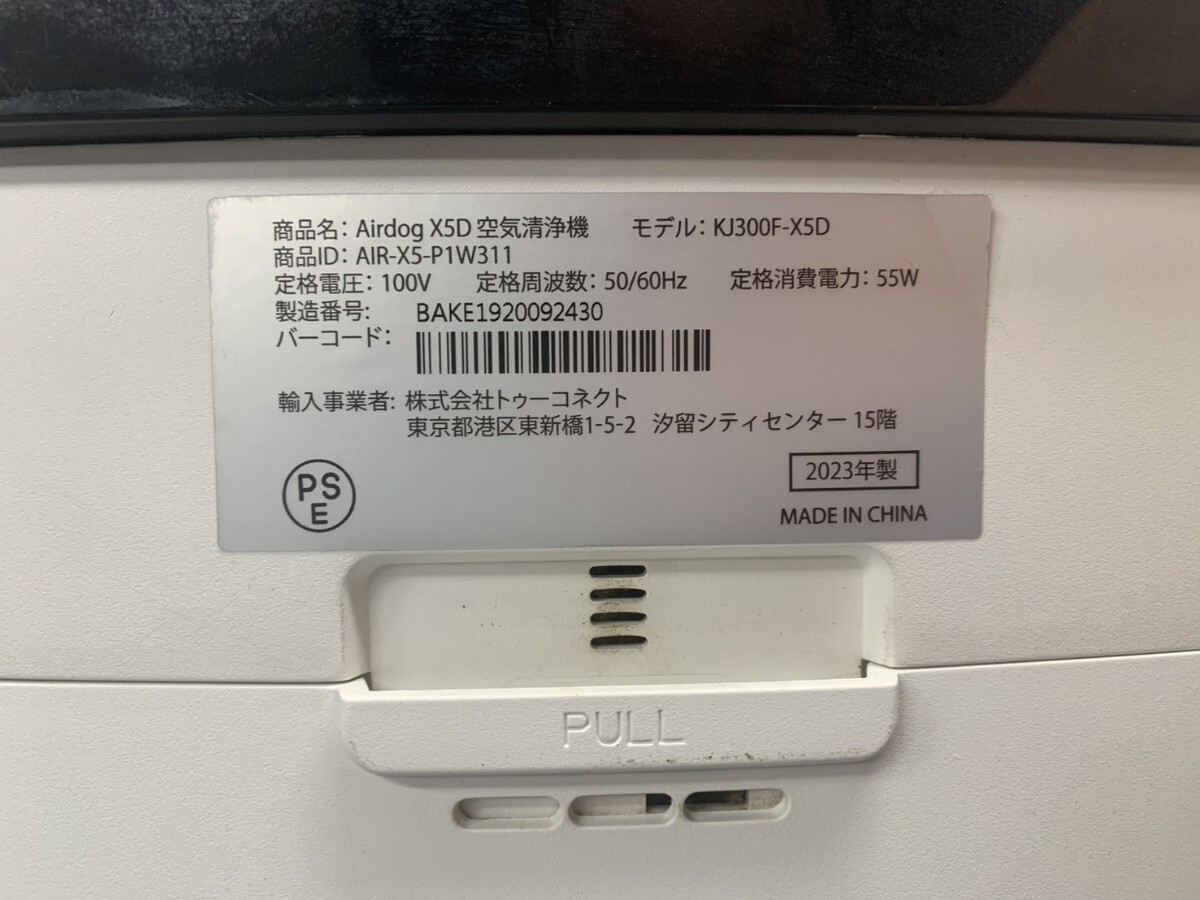 商品名： Airdog X5D 空気清浄機 モデル： KJ300F-X5D
商品ID： AIR-X5-P1W311
定格電圧： 100V 定格周波数： 50/60Hz 定格消費電力： 55W
製造番号: BAKE1920092430
バーコード：
輸入事業者: 株式会社トゥーコネクト
東京都港区東新橋1-5-2 汐留シティセンター 15階
PSE
2023年製
MADE IN CHINA
PULL